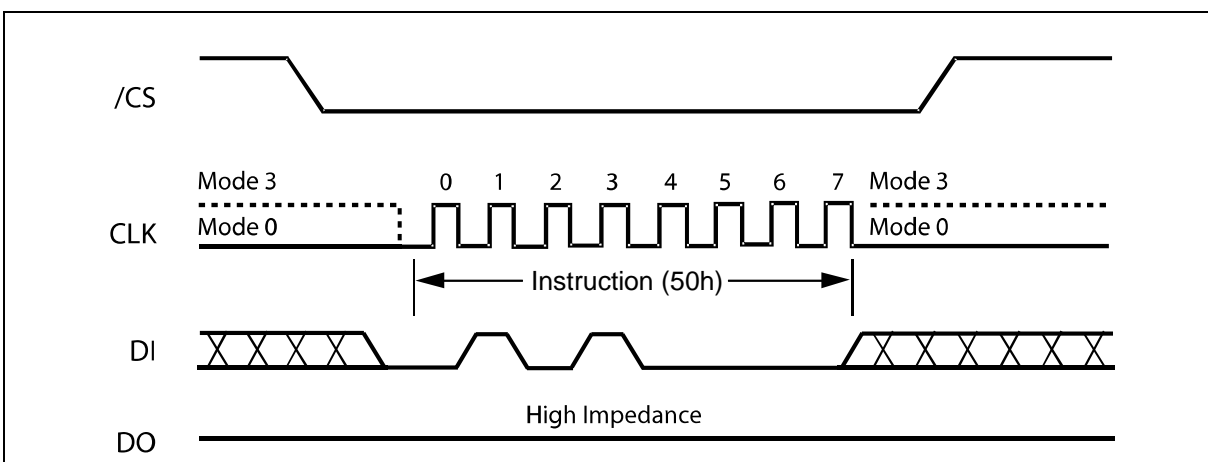 /CS
Mode 3 0 1 2 3 4 5 6 7 Mode 3
CLK Mode 0 Mode 0
Instruction (50h)
DI
High Impedance
DO